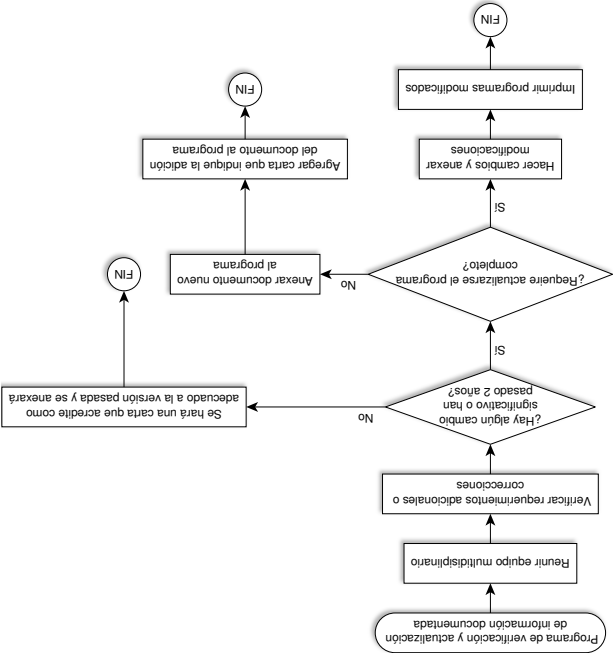 Programa de verificación y actualización
de información documentada
Reunir equipo multidisiplinario
Verificar requerimientos adicionales o
correcciones
¿Hay algún cambio
significativo o han
pasado 2 años?
No
Se hará una carta que acredite como
adecuado a la versión pasada y se anexará
FIN
Sí
¿Requeire actualizarse el programa
completo?
No
Anexar documento nuevo
al programa
Agregar carta que indique la adición
del documento al programa
FIN
Sí
Hacer cambios y anexar
modificaciones
Imprimir programas modificados
FIN